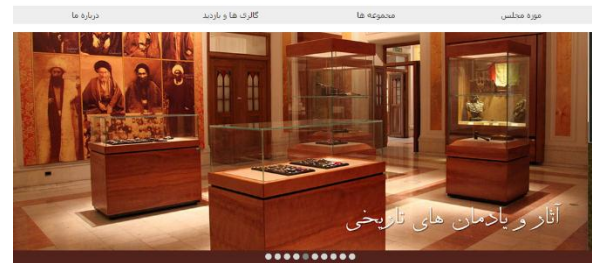 موزه مجلس
مجموعه ها
گالری ها و بازدید
درباره ما
آثار و یادمان های تاریخی